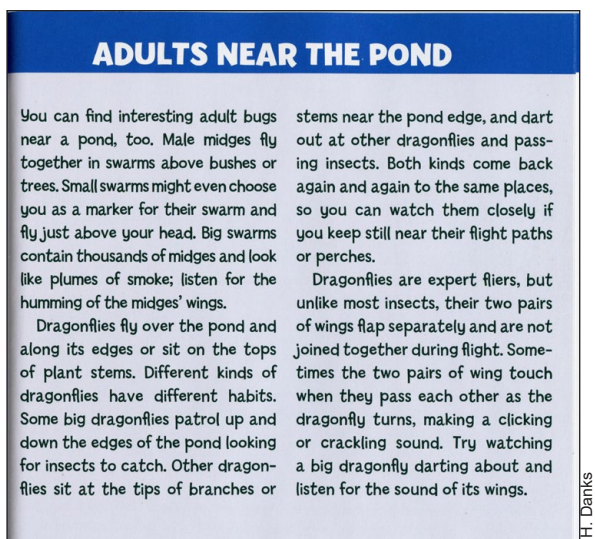 ADULTS NEAR THE POND
You can find interesting adult bugs
near a pond, too. Male midges fly
together in swarms above bushes or
trees. Small swarms might even choose
you as a marker for their swarm and
fly just above your head. Big swarms
contain thousands of midges and look
like plumes of smoke; listen for the
humming of the midges' wings.
Dragonflies fly over the pond and
along its edges or sit on the tops
of plant stems. Different kinds of
dragonflies have different habits.
Some big dragonflies patrol up and
down the edges of the pond looking
for insects to catch. Other dragon-
flies sit at the tips of branches or
stems near the pond edge, and dart
out at other dragonflies and pass-
ing insects. Both kinds come back
again and again to the same places,
so you can watch them closely if
you keep still near their flight paths
or perches.
Dragonflies are expert fliers, but
unlike most insects, their two pairs
of wings flap separately and are not
joined together during flight. Some-
times the two pairs of wing touch
when they pass each other as the
dragonfly turns, making a clicking
or crackling sound. Try watching
a big dragonfly darting about and
listen for the sound of its wings.
H. Danks